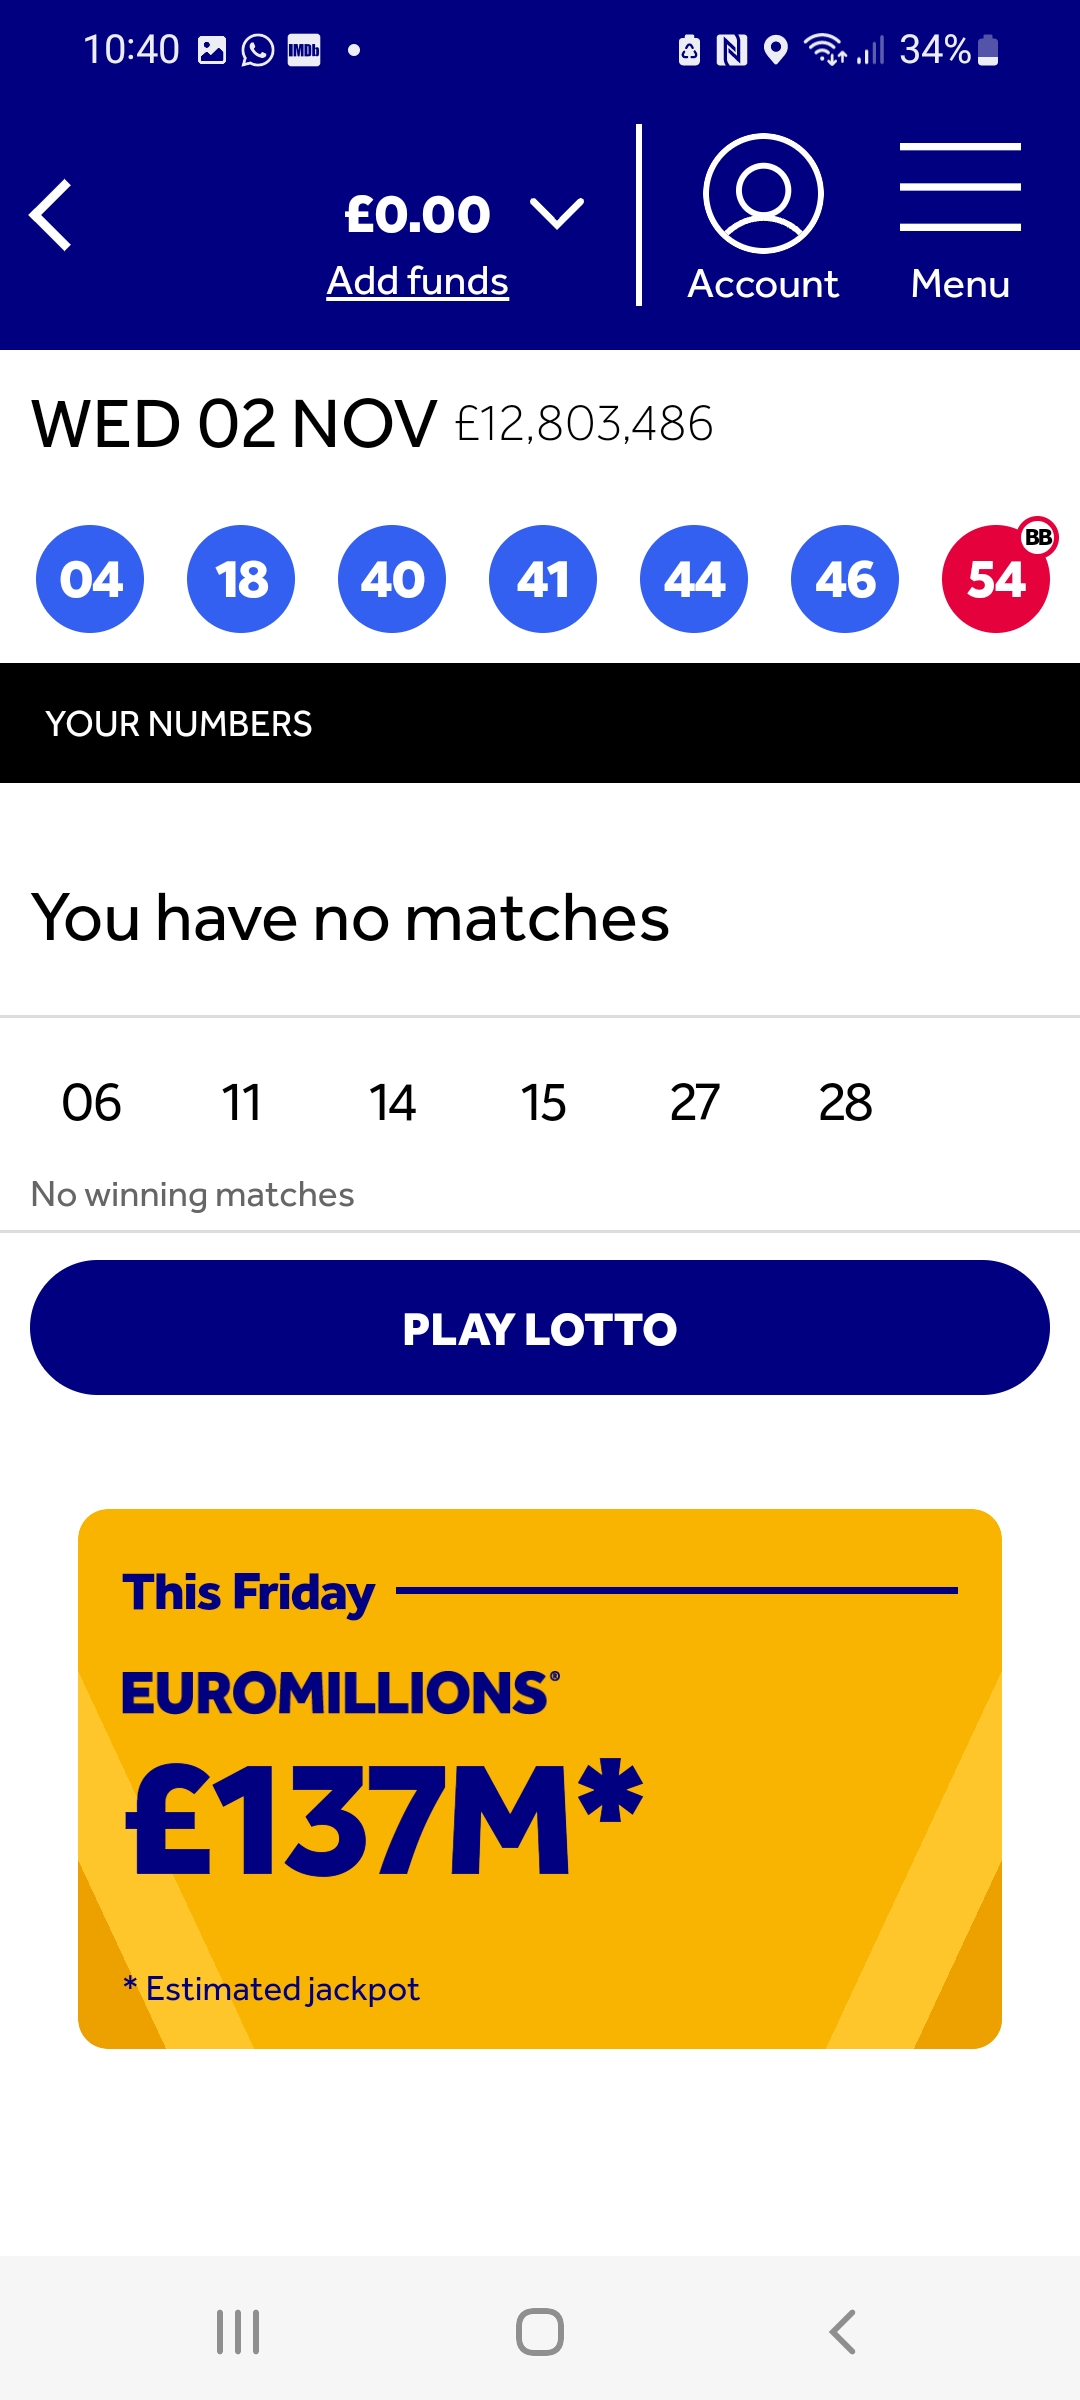 10:40 IMDb 34%
£0.00
Add funds
Account
Menu
WED 02 NOV £12,803,486
04 18 40 41 44 46 54 BB
YOUR NUMBERS
You have no matches
06 11 14 15 27 28
No winning matches
PLAY LOTTO
This Friday
EUROMILLIONS®
£137M*
* Estimated jackpot